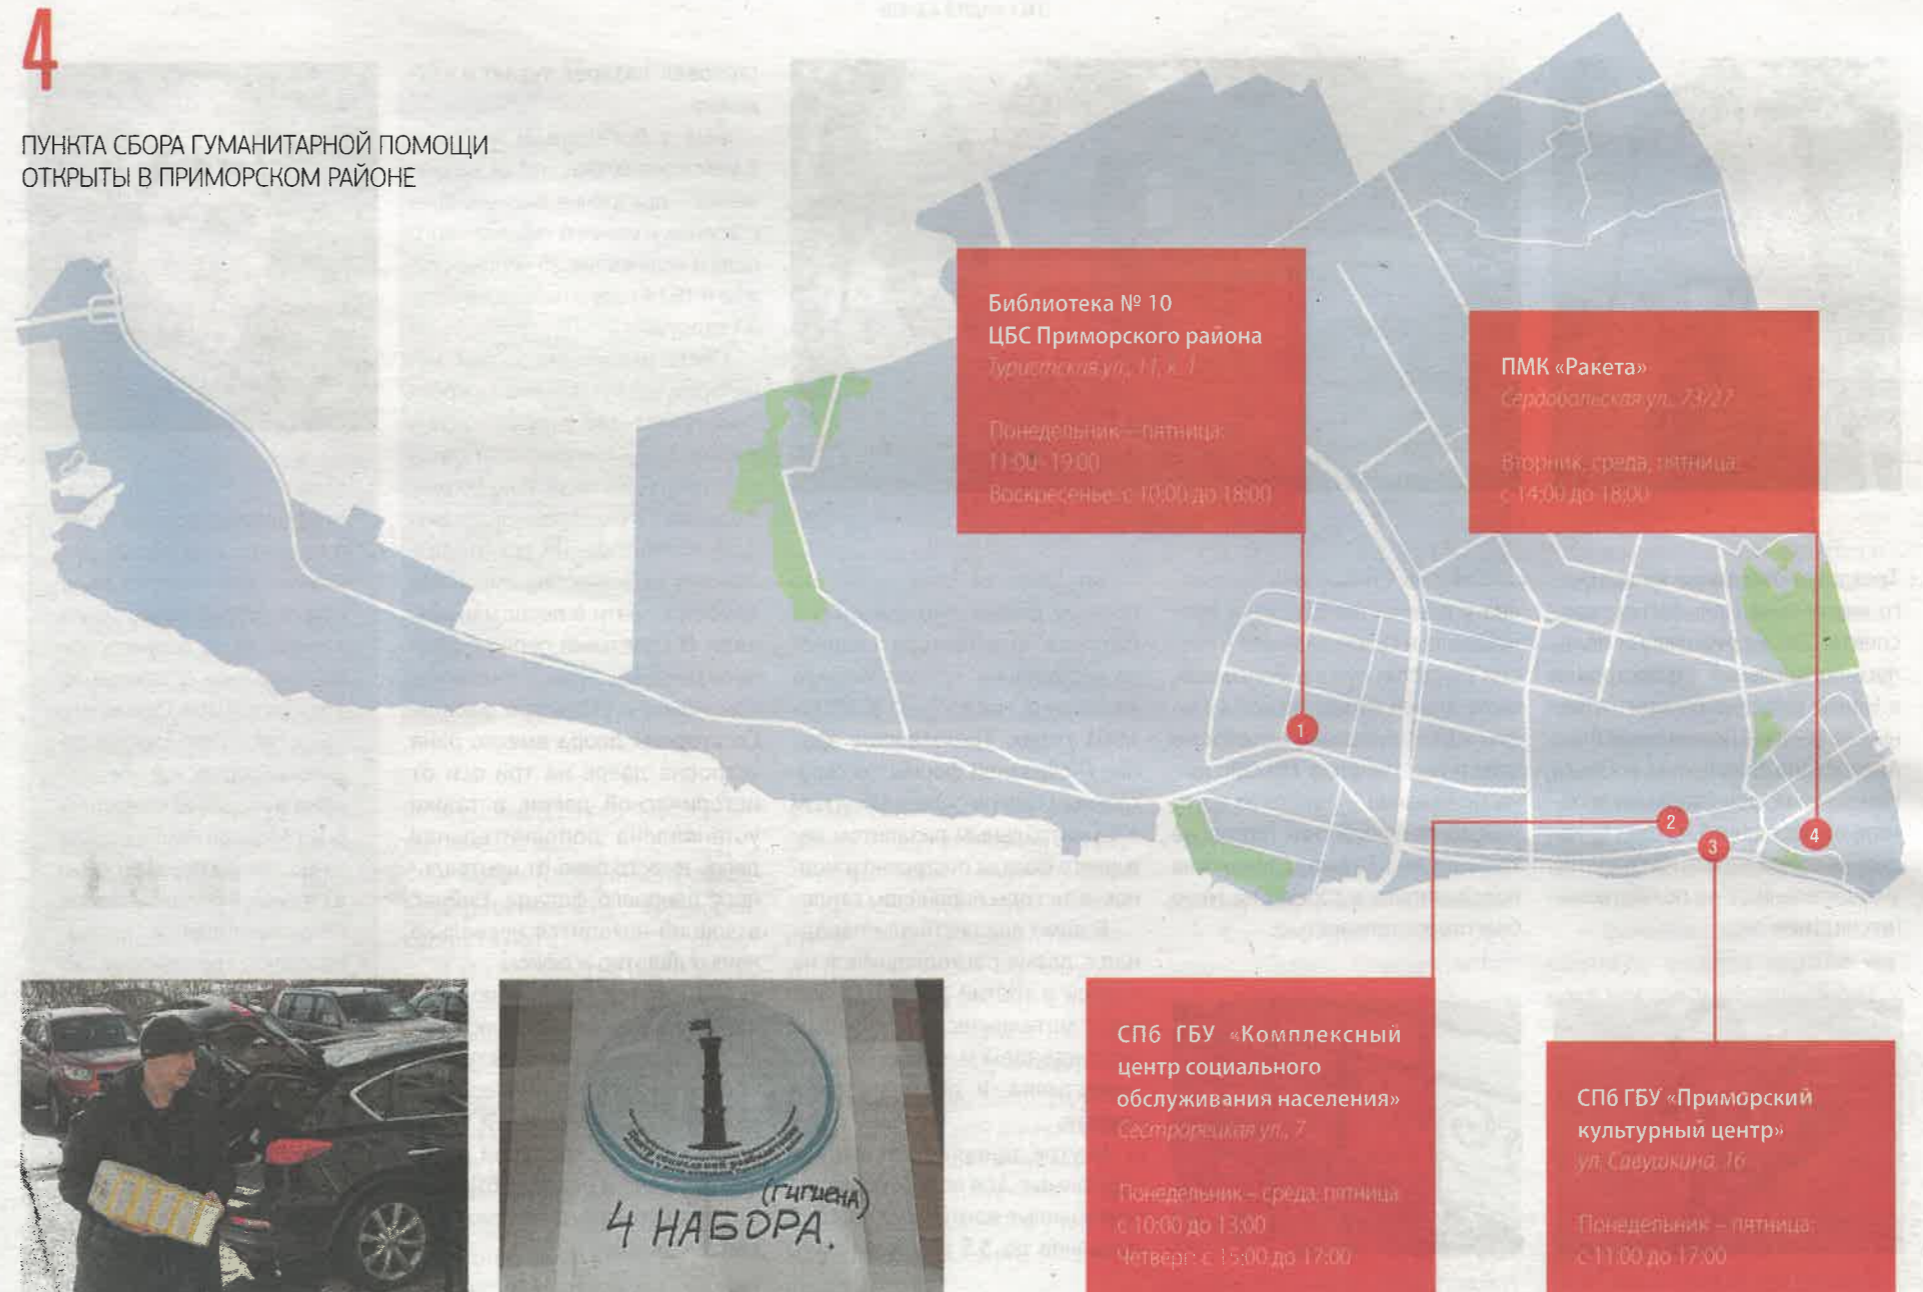 4
ПУНКТА СБОРА ГУМАНИТАРНОЙ ПОМОЩИ
ОТКРЫТЫ В ПРИМОРСКОМ РАЙОНЕ
Библиотека № 10
ЦБС Приморского района
Туристская ул., 11, к. 1
Понедельник – пятница:
11:00–19:00
Воскресенье: с 10:00 до 18:00
ПМК «Ракета»
Сердобольская ул., 73/27
Вторник, среда, пятница:
с 14:00 до 18:00
1
2
3
4
СПб ГБУ «Комплексный
центр социального
обслуживания населения»
Сестрорецкая ул., 7
Понедельник – среда, пятница
с 10:00 до 13:00
Четверг: с 15:00 до 17:00
СПб ГБУ «Приморский
культурный центр»
ул. Савушкина, 16
Понедельник – пятница:
с 11:00 до 17:00
(ГИГИЕНА)
4 НАБОРА.